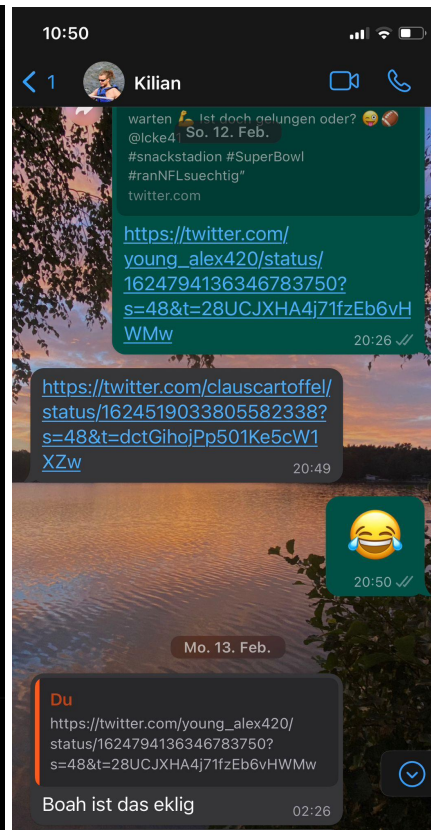 10:50
1
Kilian
warten 💪 Ist doch gelungen oder? 😜🏈
@Icke4
So. 12. Feb.
#snackstadion #SuperBowl
#ranNFLsuechtig"
twitter.com
https://twitter.com/
young_alex420/status/
1624794136346783750?
s=48&t=28UCJXHA4j71fzEb6vH
WMw
20:26
https://twitter.com/clauscartoffel/
status/1624519033805582338?
s=48&t=dctGihojPp501Ke5cW1
XZw
20:49
😂
20:50
Mo. 13. Feb.
Du
https://twitter.com/young_alex420/
status/1624794136346783750?
s=48&t=28UCJXHA4j71fzEb6vHWMw
Boah ist das eklig
02:26